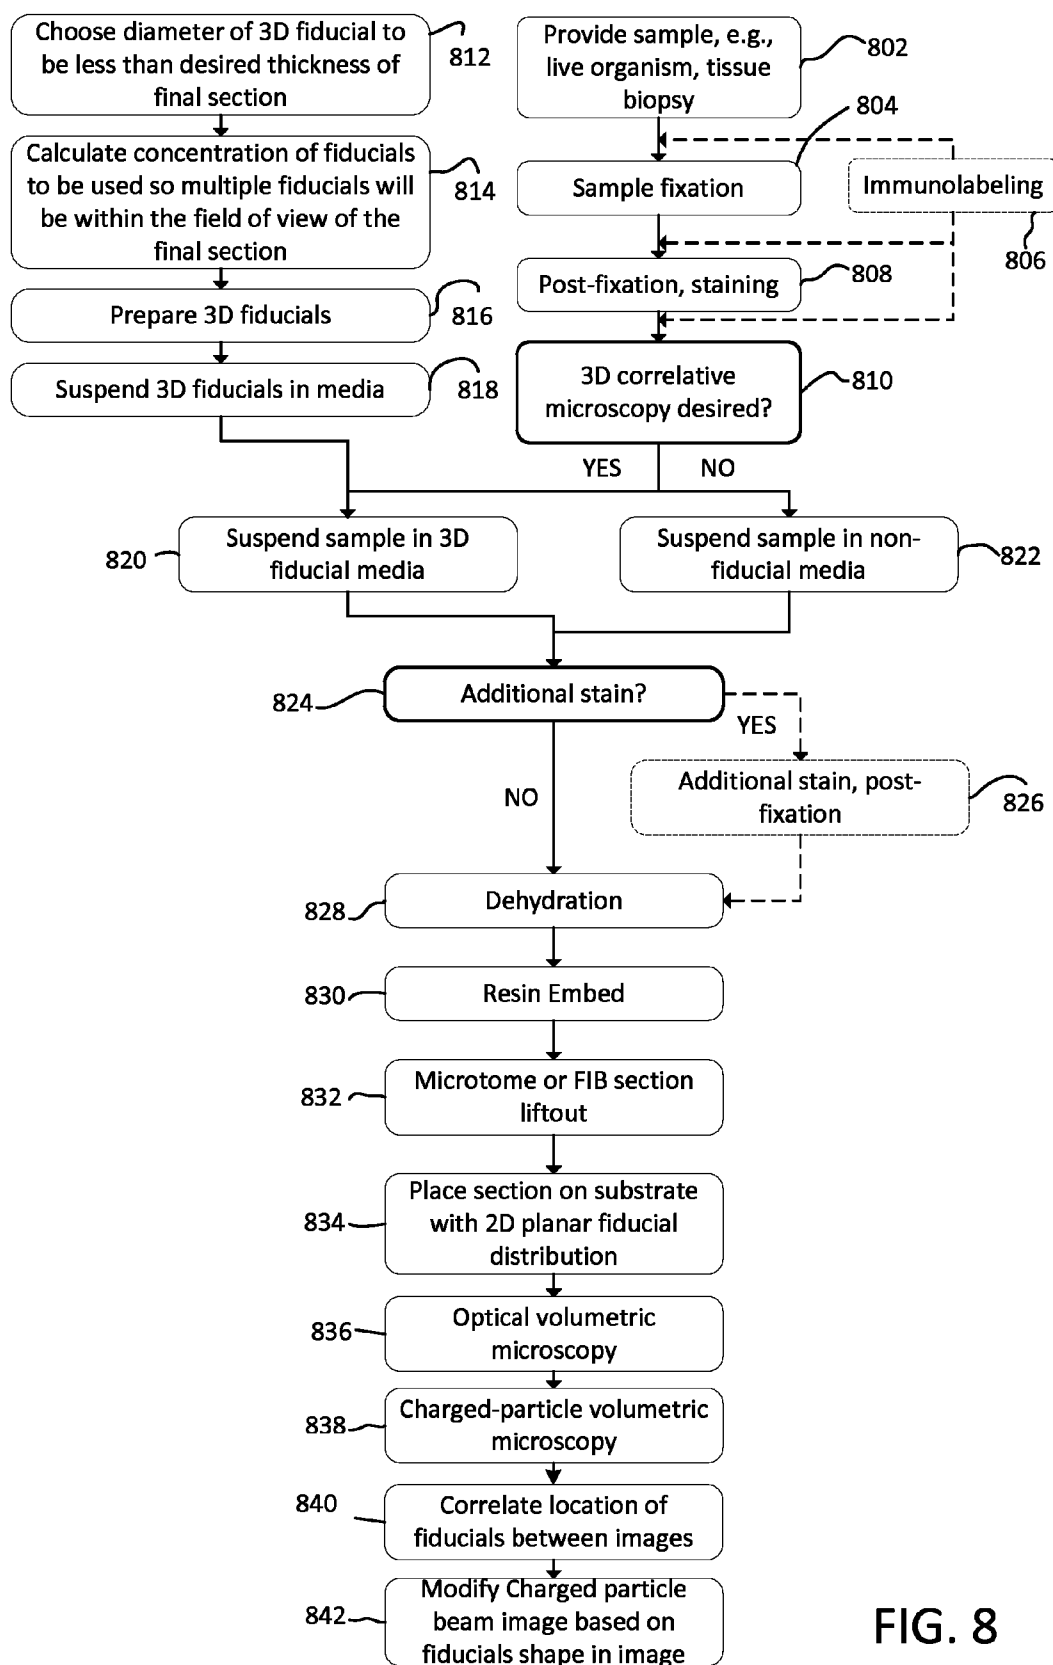 Choose diameter of 3D fiducial to
be less than desired thickness of
final section
812
Calculate concentration of fiducials
to be used so multiple fiducials will
be within the field of view of the
final section
814
Prepare 3D fiducials
816
Suspend 3D fiducials in media
818
Provide sample, e.g.,
live organism, tissue
biopsy
802
804
Sample fixation
Immunolabeling
806
Post-fixation, staining
808
3D correlative
microscopy desired?
810
YES
NO
820
Suspend sample in 3D
fiducial media
Suspend sample in non-
fiducial media
822
824
Additional stain?
YES
NO
Additional stain, post-
fixation
826
828
Dehydration
830
Resin Embed
832
Microtome or FIB section
liftout
834
Place section on substrate
with 2D planar fiducial
distribution
836
Optical volumetric
microscopy
838
Charged-particle volumetric
microscopy
840
Correlate location of
fiducials between images
842
Modify Charged particle
beam image based on
fiducials shape in image
FIG. 8